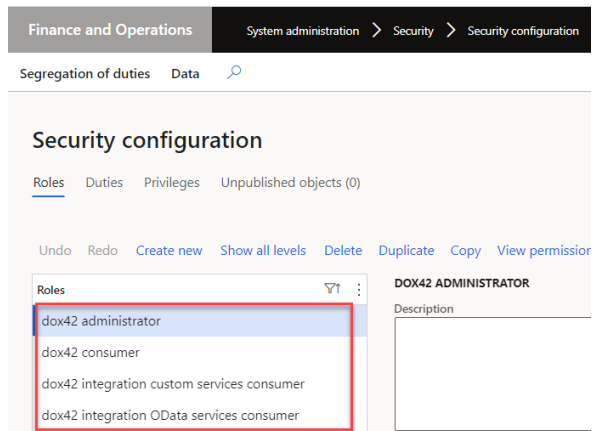 Finance and Operations System administration Security Security configuration
Segregation of duties Data
Security configuration
Roles Duties Privileges Unpublished objects (0)
Undo Redo Create new Show all levels Delete Duplicate Copy View permission
Roles
DOX42 ADMINISTRATOR
Description
dox42 administrator
dox42 consumer
dox42 integration custom services consumer
dox42 integration OData services consumer